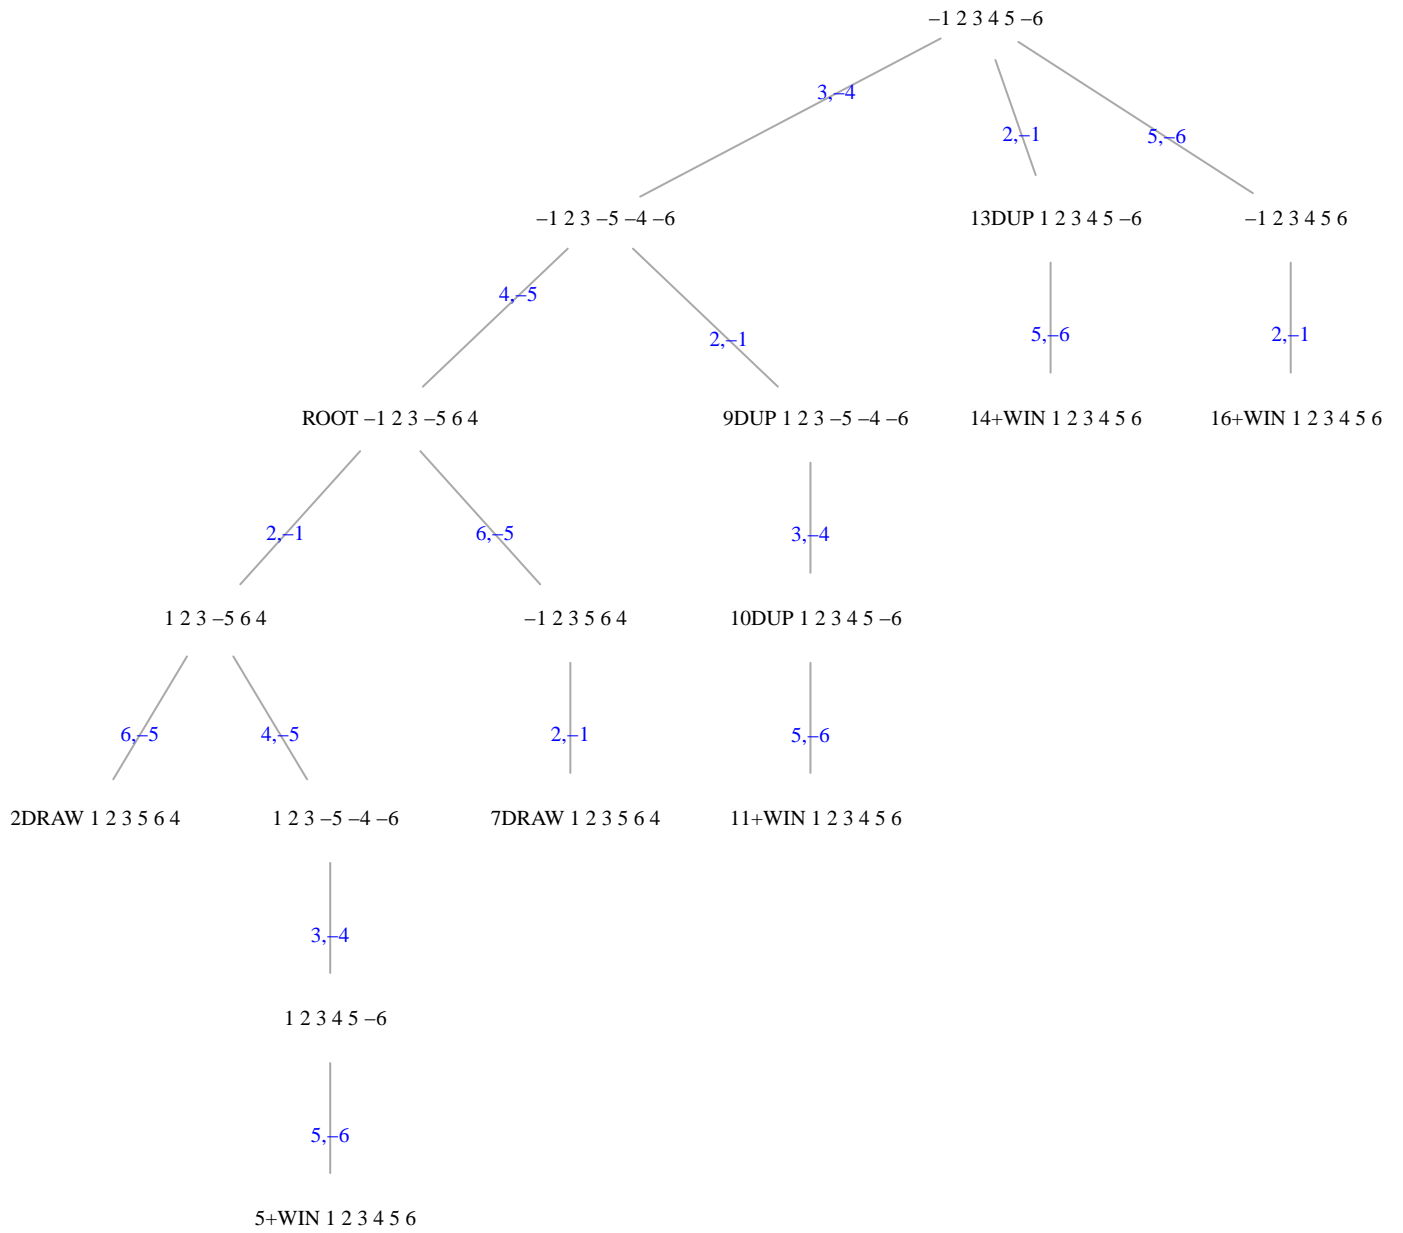 –1 2 3 4 5 –6
3,–4
2,–1
5,–6
–1 2 3 –5 –4 –6
13DUP 1 2 3 4 5 –6
–1 2 3 4 5 6
4,–5
2,–1
5,–6
2,–1
ROOT –1 2 3 –5 6 4
9DUP 1 2 3 –5 –4 –6
14+WIN 1 2 3 4 5 6
16+WIN 1 2 3 4 5 6
2,–1
6,–5
3,–4
1 2 3 –5 6 4
–1 2 3 5 6 4
10DUP 1 2 3 4 5 –6
6,–5
4,–5
2,–1
5,–6
2DRAW 1 2 3 5 6 4
1 2 3 –5 –4 –6
7DRAW 1 2 3 5 6 4
11+WIN 1 2 3 4 5 6
3,–4
1 2 3 4 5 –6
5,–6
5+WIN 1 2 3 4 5 6